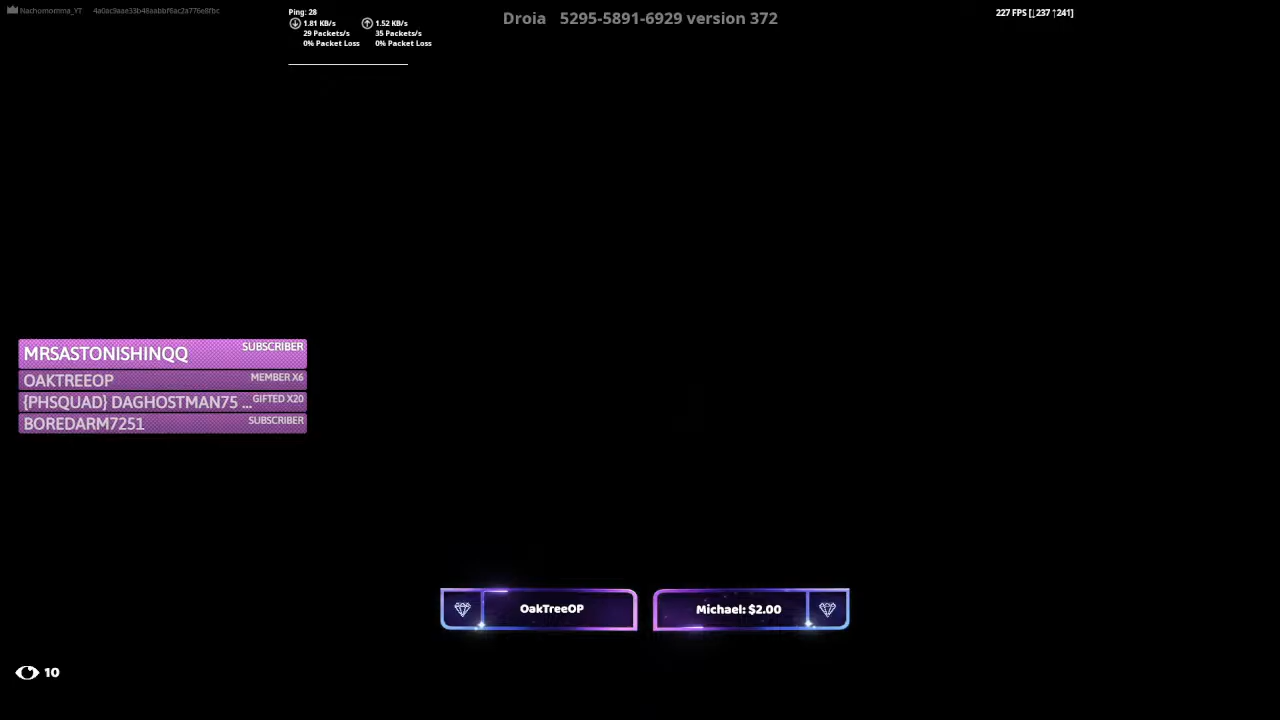 Nachomomma_YT
Ping: 28
1.81 KB/s 1.52 KB/s
29 Packets/s 35 Packets/s
0% Packet Loss 0% Packet Loss
Droia 5295-5891-6929 version 372
227 FPS [↓237 ↑241]
MRSASTONISHINQQ SUBSCRIBER
OAKTREEOP MEMBER X6
{PHSQUAD} DAGHOSTMAN75 ... GIFTED X20
BOREDARM7251 SUBSCRIBER
OakTreeOP
Michael: $2.00
10